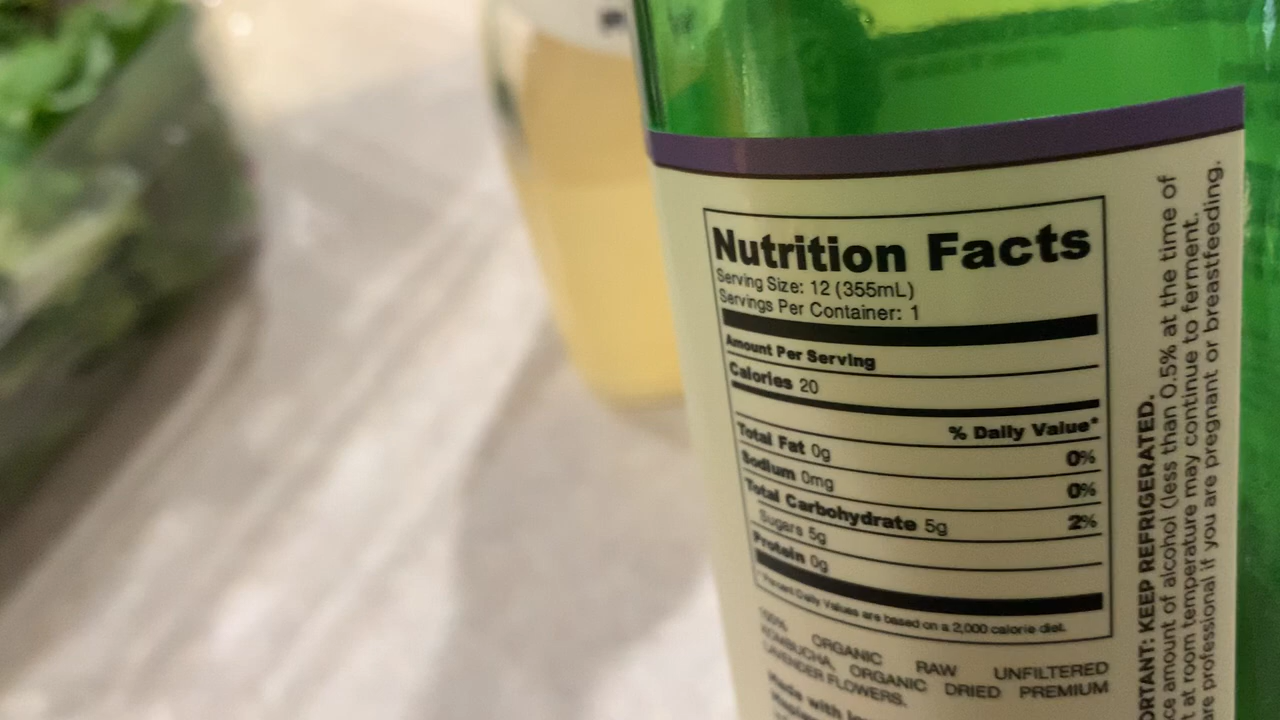 Nutrition Facts
Serving Size: 12 (355mL)
Servings Per Container: 1
Amount Per Serving
Calories 20
% Daily Value*
Total Fat 0g 0%
Sodium 0mg 0%
Total Carbohydrate 5g 2%
Sugars 5g
Protein 0g
*Percent Daily Values are based on a 2,000 calorie diet.
100% ORGANIC RAW UNFILTERED
KOMBUCHA, ORGANIC DRIED PREMIUM
LAVENDER FLOWERS.
Made with
ORTANT: KEEP REFRIGERATED.
ce amount of alcohol (less than 0.5% at the time of
t at room temperature may continue to ferment.
re professional if you are pregnant or breastfeeding.